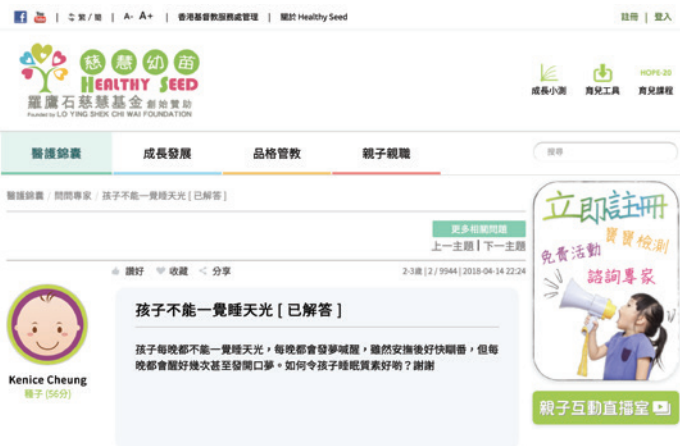 繁 / 簡 | A- A+ | 香港基督教服務處管理 | 關於 Healthy Seed
註冊 | 登入
慈慧幼苗
HEALTHY SEED
羅鷹石慈慧基金 創始贊助
Founded by LO YING SHEK CHI WAI FOUNDATION
成長小測
育兒工具
HOPE-20
育兒課程
醫護錦囊 成長發展 品格管教 親子親職
搜尋
醫護錦囊 / 問問專家 / 孩子不能一覺睡天光 [ 已解答 ]
更多相關問題
上一主題 | 下一主題
讚好 收藏 分享
2-3歲 | 2 / 9944 | 2018-04-14 22:24
孩子不能一覺睡天光 [ 已解答 ]
孩子每晚都不能一覺睡天光，每晚都會發夢喊醒，雖然安撫後好快瞓番，但每
晚都會醒好幾次甚至發開口夢。如何令孩子睡眠質素好啲？謝謝
Kenice Cheung
種子 (56分)
立即註冊
寶寶檢測
免費活動
諮詢專家
親子互動直播室